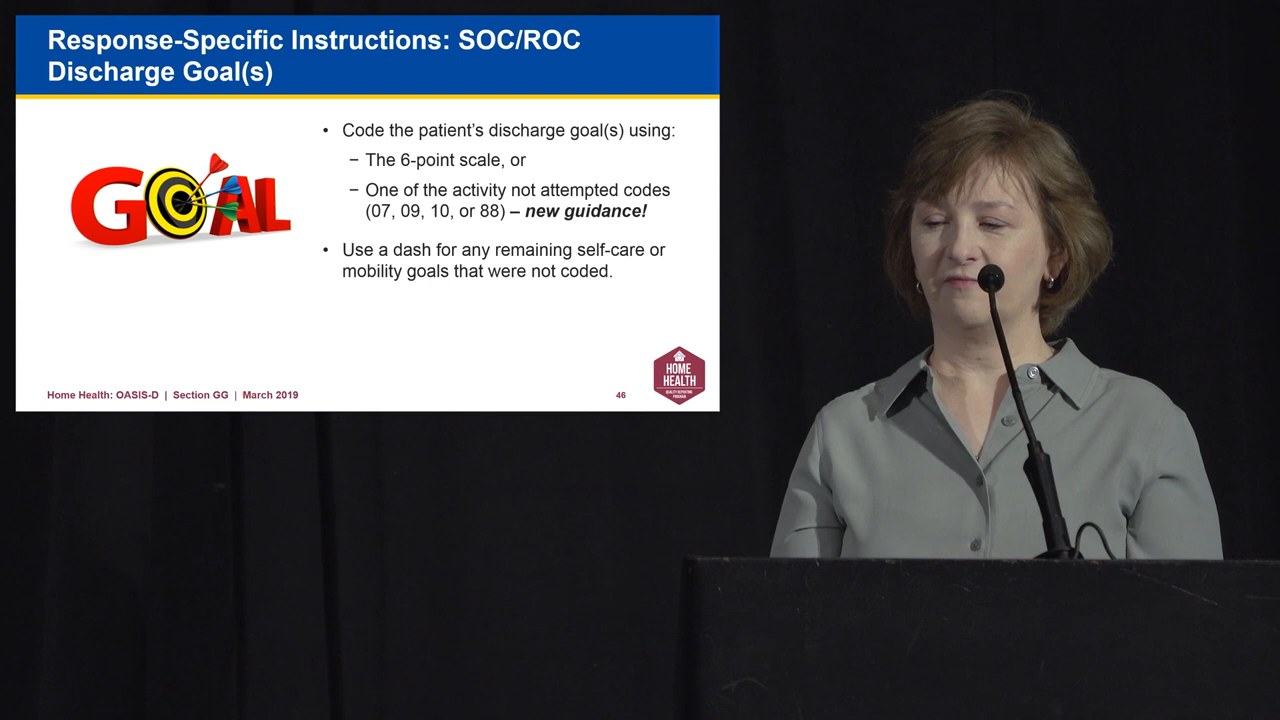 Response-Specific Instructions: SOC/ROC
Discharge Goal(s)
GOAL
• Code the patient's discharge goal(s) using:
− The 6-point scale, or
− One of the activity not attempted codes
(07, 09, 10, or 88) – new guidance!
• Use a dash for any remaining self-care or
mobility goals that were not coded.
HOME
HEALTH
QUALITY REPORTING
PROGRAM
Home Health: OASIS-D | Section GG | March 2019
46